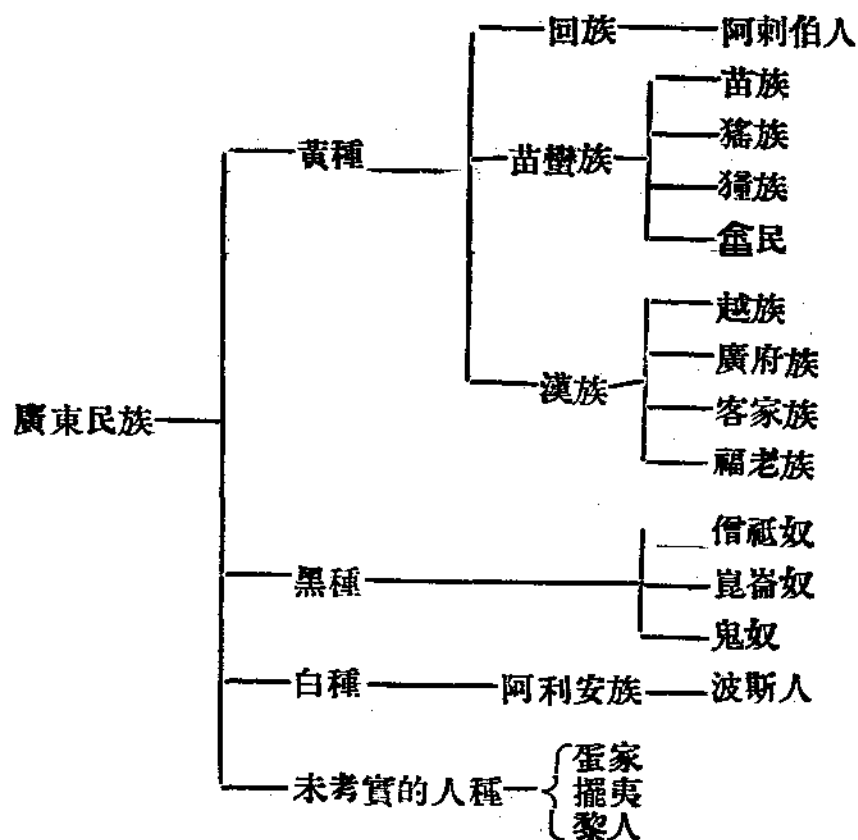 回族 阿剌伯人
苗族
黃種 苗蠻族 猺族
獞族
畲民
越族
漢族 廣府族
廣東民族 客家族
福老族
僧祗奴
黑種 崑崙奴
鬼奴
白種 阿利安族 波斯人
蛋家
未考實的人種 擺夷
黎人